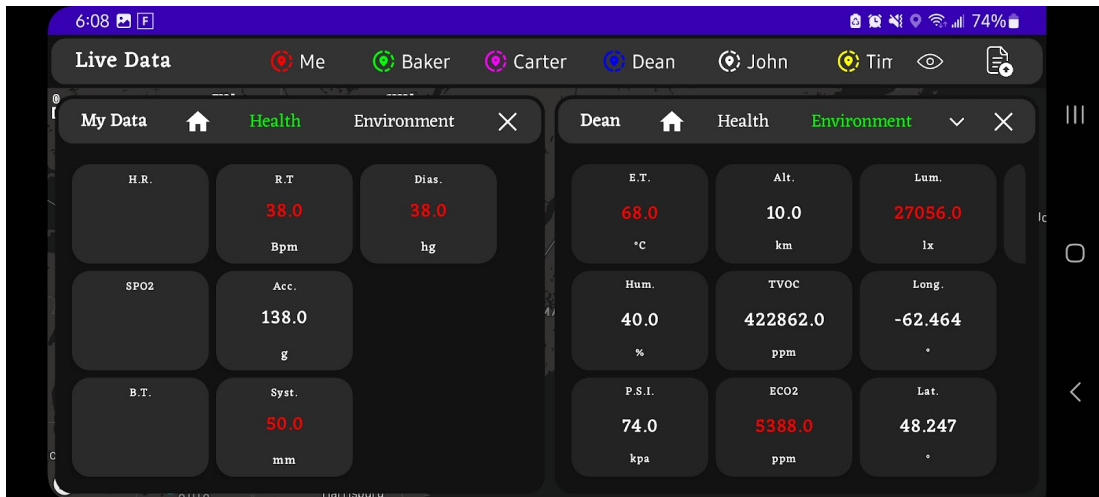 6:08 F 74%
Live Data Me Baker Carter Dean John Tim
My Data Health Environment
H.R. R.T Dias.
38.0 38.0
Bpm hg
SPO2 Acc.
138.0
g
B.T. Syst.
50.0
mm
Dean Health Environment
E.T. Alt. Lum.
68.0 10.0 27056.0
°C km lx
Hum. TVOC Long.
40.0 422862.0 -62.464
% ppm °
P.S.I. ECO2 Lat.
74.0 5388.0 48.247
kpa ppm °